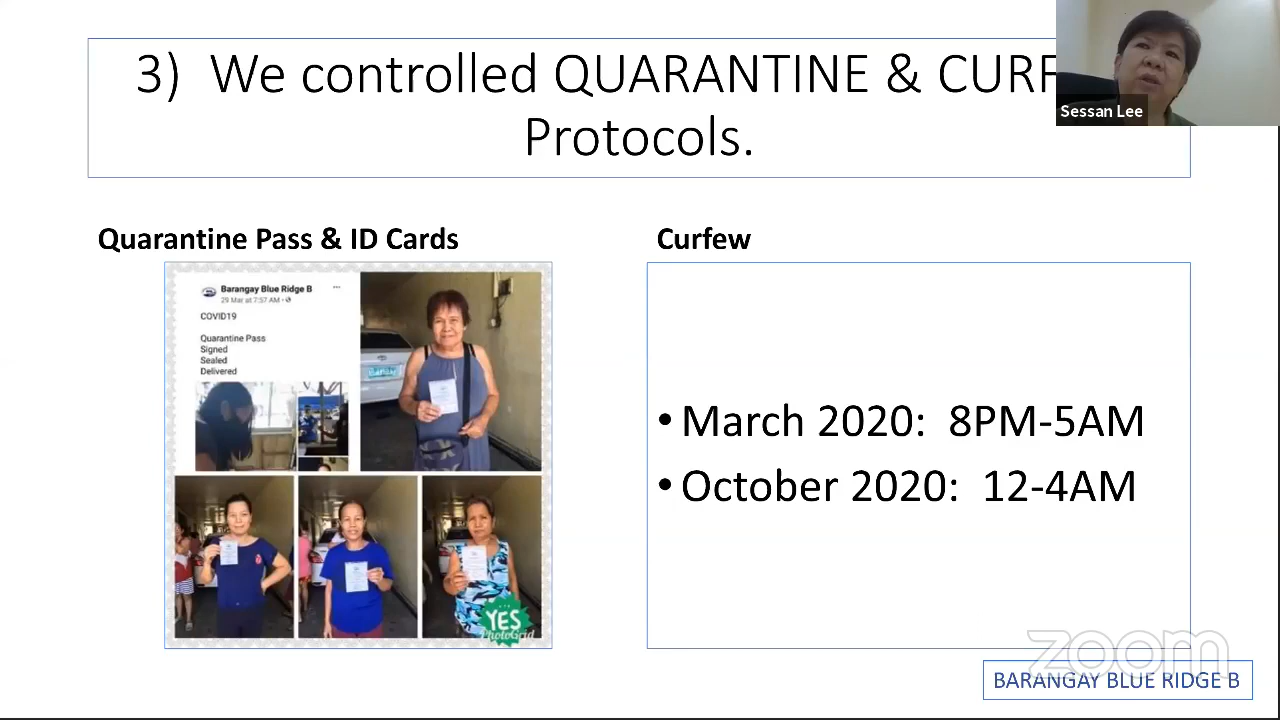 3) We controlled QUARANTINE & CURF
Protocols.
Sessan Lee
Quarantine Pass & ID Cards
Curfew
Barangay Blue Ridge B
29 Mar at 7:57 AM
COVID19
Quarantine Pass
Signed
Sealed
Delivered
• March 2020: 8PM-5AM
• October 2020: 12-4AM
YES
PhotoGrid
zoom
BARANGAY BLUE RIDGE B